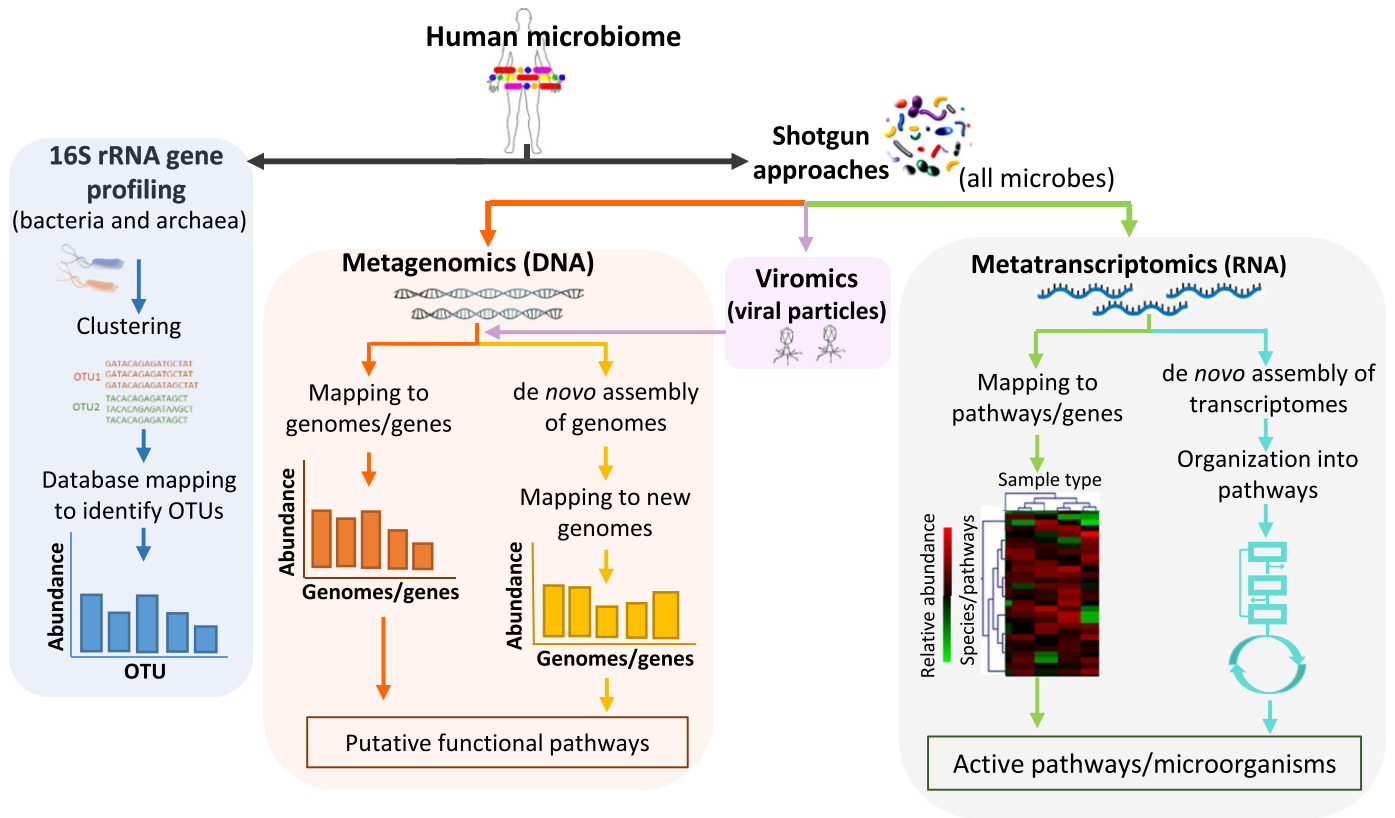 Human microbiome
Shotgun
approaches
(all microbes)
16S rRNA gene
profiling
(bacteria and archaea)
Clustering
OTU1
GATACAGAGATGCTAT
GATACAGAGATGCTAT
GATACAGAGATAGCTAT
OTU2
TACACAGAGATAGCT
TACACAGAGATAAGCT
TACACAGAGATAGCT
Database mapping
to identify OTUs
Abundance
OTU
Metagenomics (DNA)
Mapping to
genomes/genes
Abundance
Genomes/genes
de novo assembly
of genomes
Mapping to new
genomes
Abundance
Genomes/genes
Putative functional pathways
Viromics
(viral particles)
Metatranscriptomics (RNA)
Mapping to
pathways/genes
Sample type
Relative abundance
Species/pathways
de novo assembly of
transcriptomes
Organization into
pathways
Active pathways/microorganisms